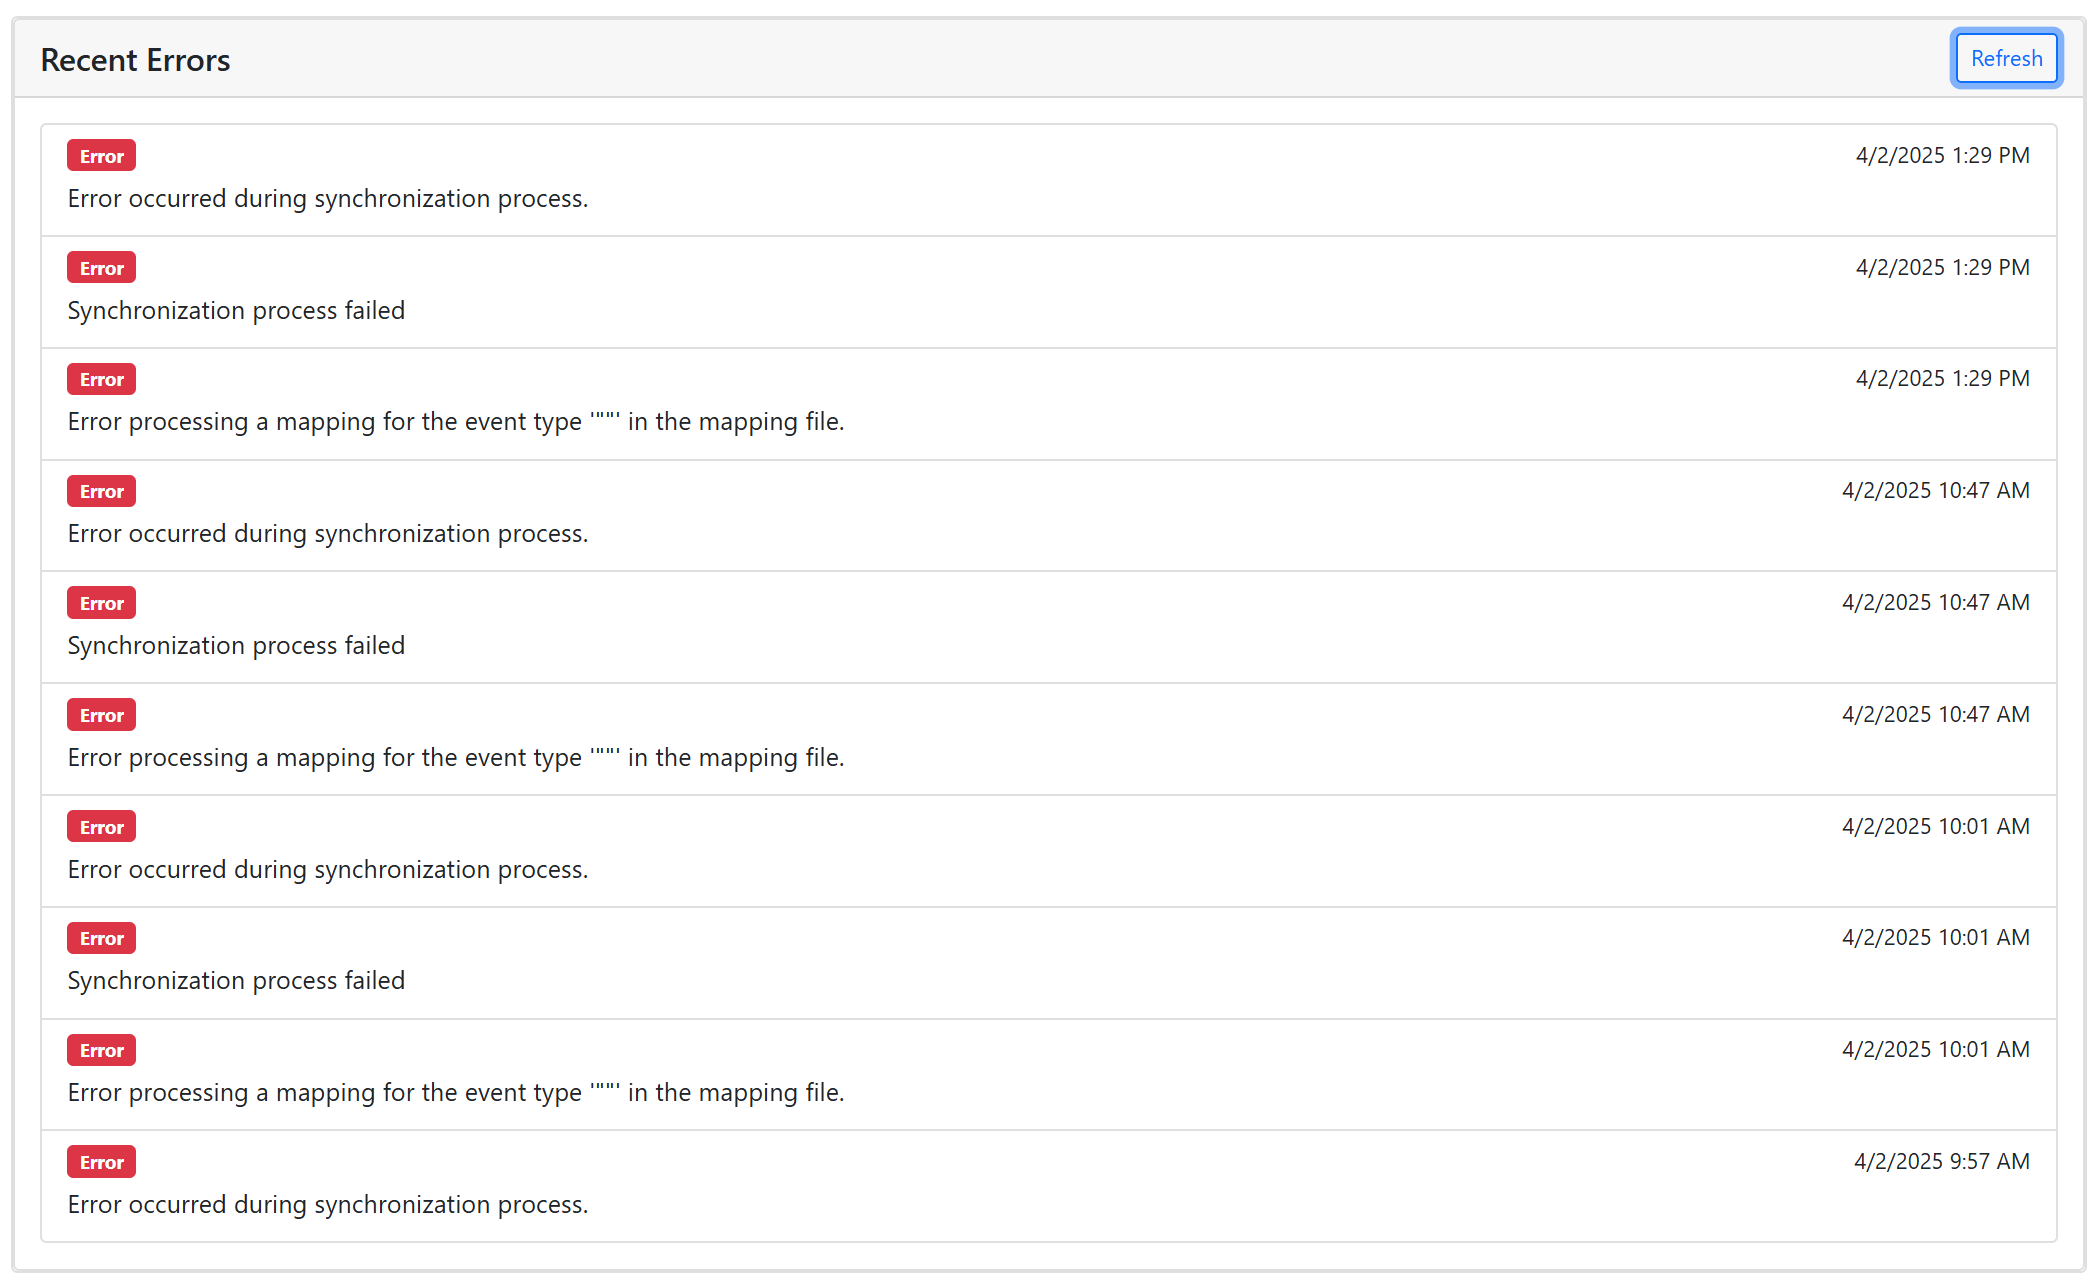 Recent Errors
Refresh
Error
4/2/2025 1:29 PM
Error occurred during synchronization process.
Error
4/2/2025 1:29 PM
Synchronization process failed
Error
4/2/2025 1:29 PM
Error processing a mapping for the event type '""' in the mapping file.
Error
4/2/2025 10:47 AM
Error occurred during synchronization process.
Error
4/2/2025 10:47 AM
Synchronization process failed
Error
4/2/2025 10:47 AM
Error processing a mapping for the event type '""' in the mapping file.
Error
4/2/2025 10:01 AM
Error occurred during synchronization process.
Error
4/2/2025 10:01 AM
Synchronization process failed
Error
4/2/2025 10:01 AM
Error processing a mapping for the event type '""' in the mapping file.
Error
4/2/2025 9:57 AM
Error occurred during synchronization process.